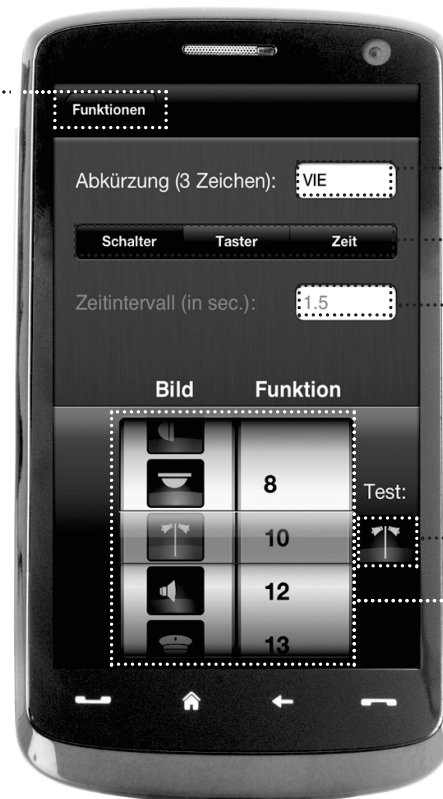 Funktionen
Abkürzung (3 Zeichen): VIE
Schalter Taster Zeit
Zeitintervall (in sec.): 1.5
Bild Funktion
8
Test:
10
12
13